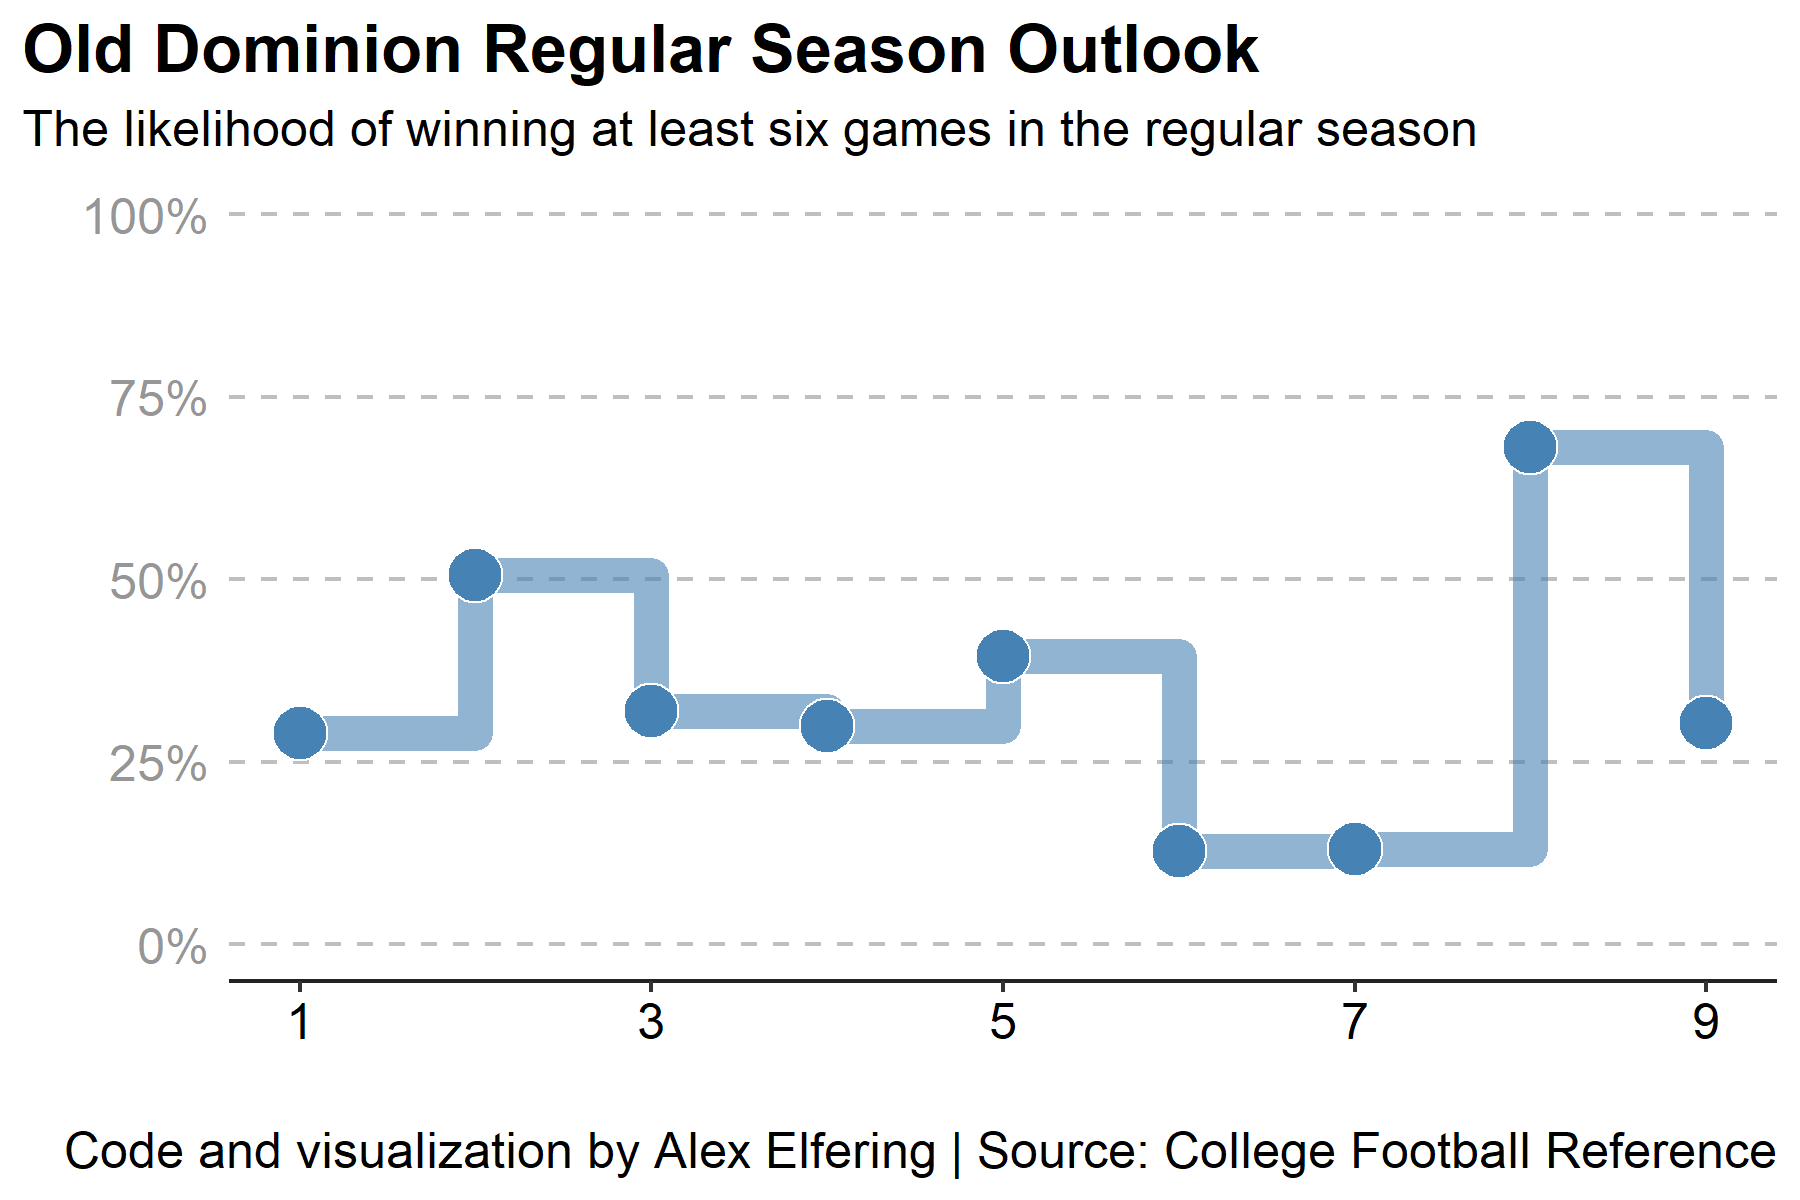 Old Dominion Regular Season Outlook
The likelihood of winning at least six games in the regular season
100%
75%
50%
25%
0%
1 3 5 7 9
Code and visualization by Alex Elfering | Source: College Football Reference